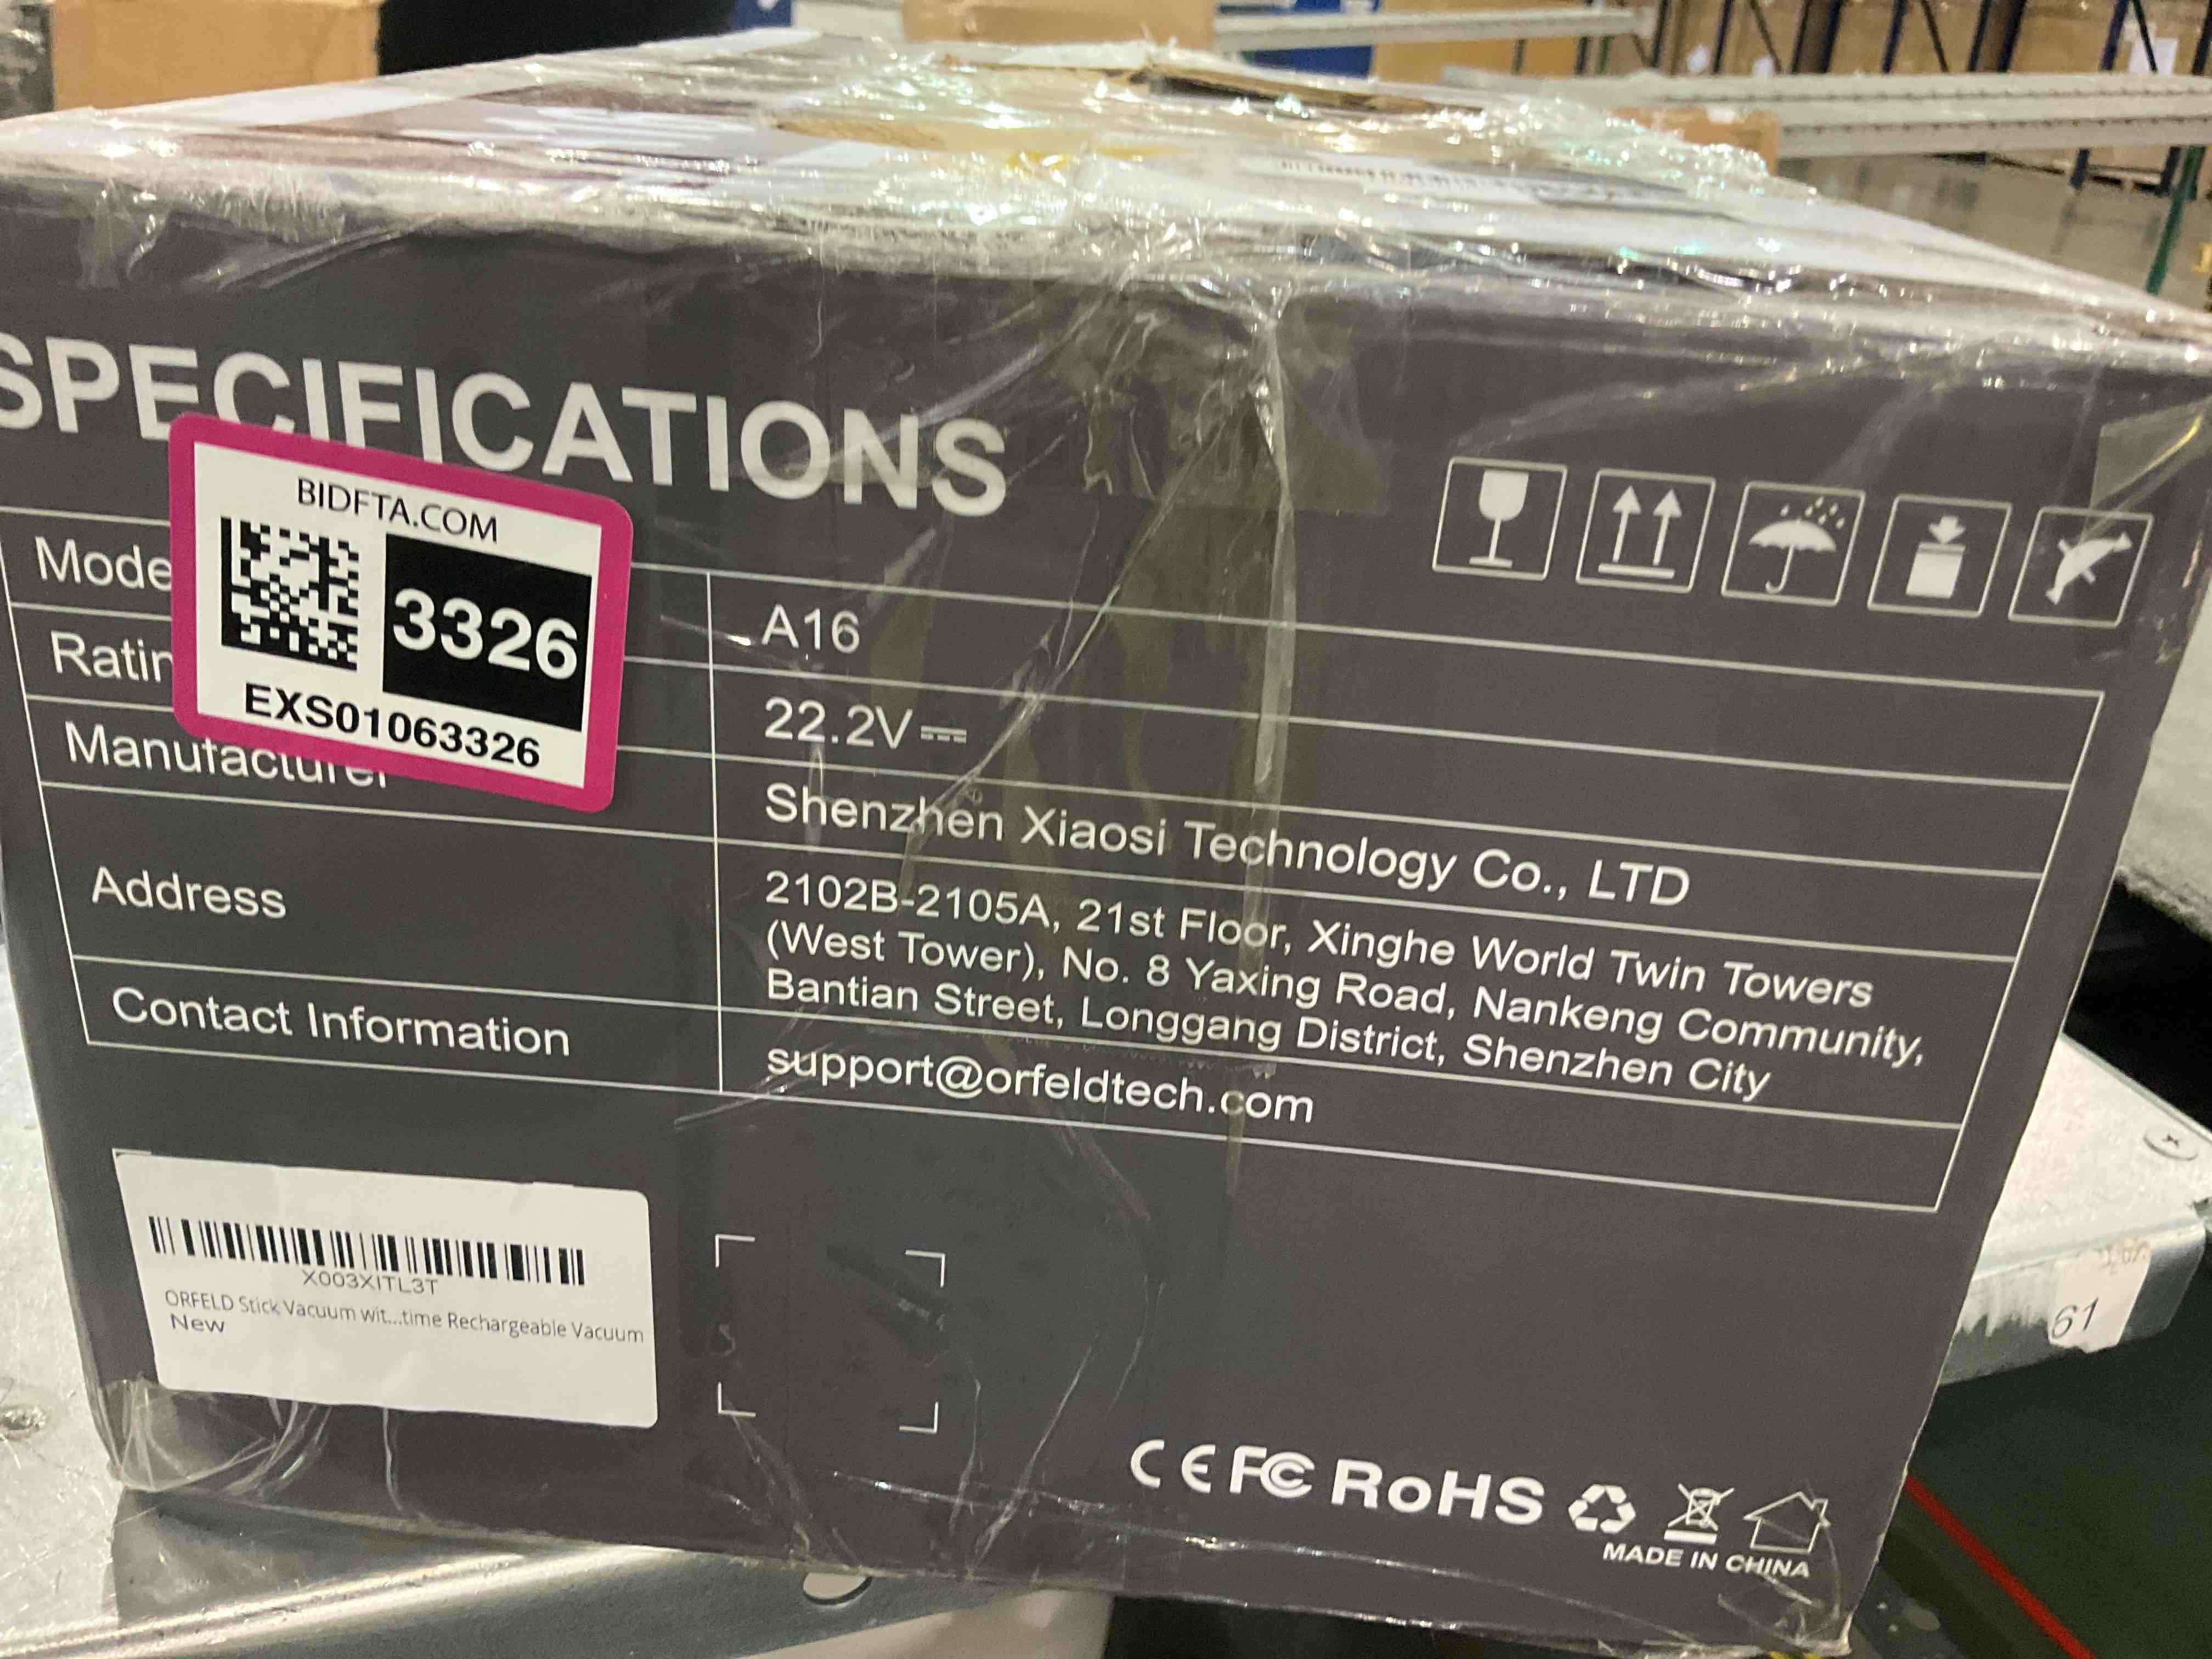 SPECIFICATIONS
BIDFTA.COM
3326
EXS01063326
Mode
A16
Ratin
22.2V
Manufacturer
Shenzhen Xiaosi Technology Co., LTD
Address
2102B-2105A, 21st Floor, Xinghe World Twin Towers
(West Tower), No. 8 Yaxing Road, Nankeng Community,
Bantian Street, Longgang District, Shenzhen City
Contact Information
support@orfeldtech.com
X003XITL3T
ORFELD Stick Vacuum wit...time Rechargeable Vacuum
New
CE FC RoHS
MADE IN CHINA
61